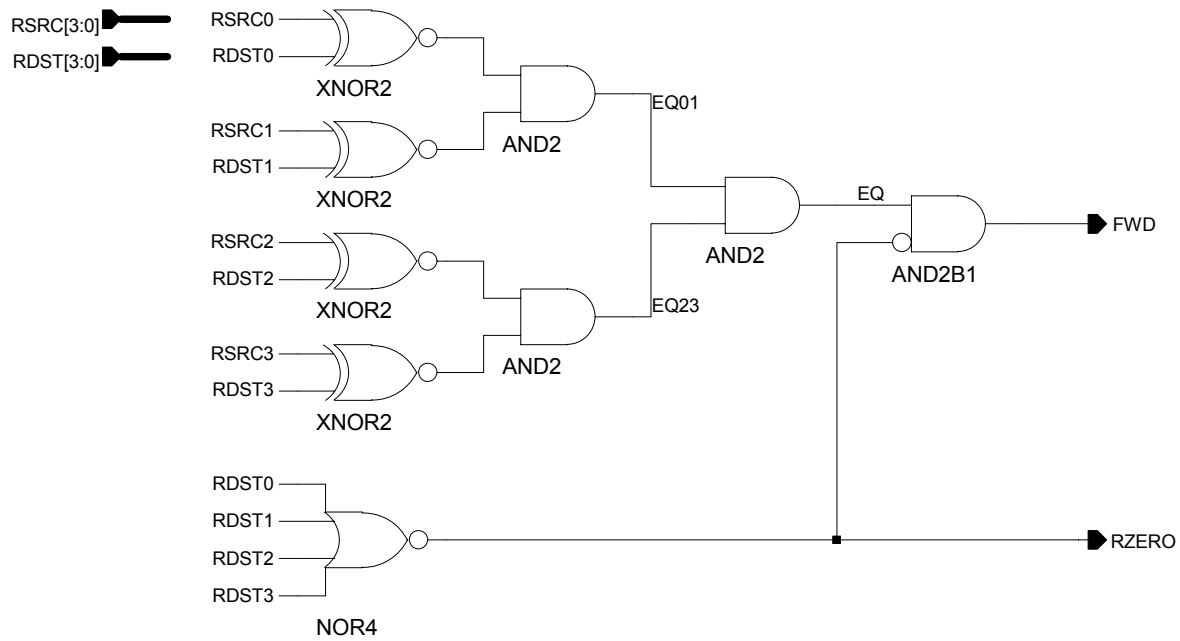 RSRC[3:0]
RDST[3:0]
RSRC0
RDST0
XNOR2
RSRC1
RDST1
XNOR2
AND2
EQ01
RSRC2
RDST2
XNOR2
RSRC3
RDST3
XNOR2
AND2
EQ23
AND2
EQ
AND2B1
FWD
RDST0
RDST1
RDST2
RDST3
NOR4
RZERO